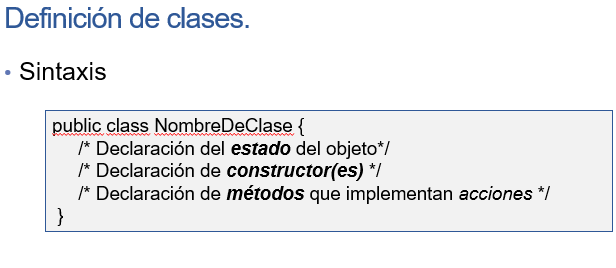 Definición de clases.
• Sintaxis
public class NombreDeClase {
/* Declaración del estado del objeto*/
/* Declaración de constructor(es) */
/* Declaración de métodos que implementan acciones */
}